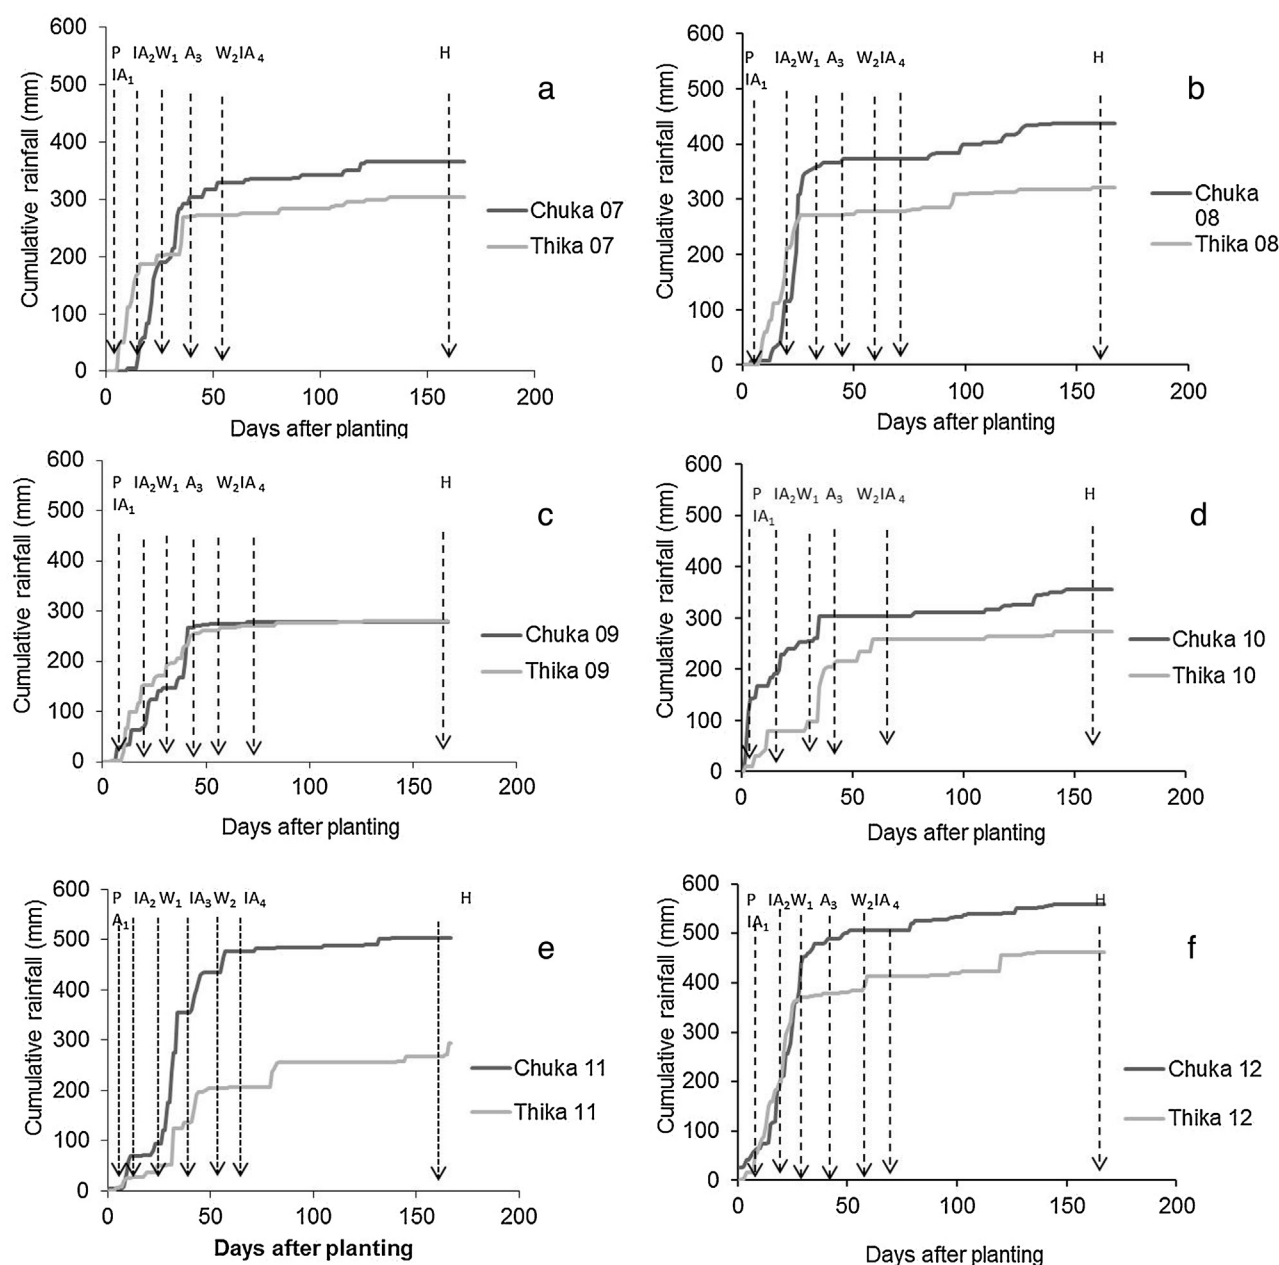 600
500
400
300
200
100
0
Cumulative rainfall (mm)
P IA₂W₁ A₃ W₂IA₄ H
IA₁
a
Chuka 07
Thika 07
0 50 100 150 200
Days after planting
600
500
400
300
200
100
0
Cumulative rainfall (mm)
P IA₂W₁ A₃ W₂IA₄ H
IA₁
b
Chuka
08
Thika 08
0 50 100 150 200
Days after planting
600
500
400
300
200
100
0
Cumulative rainfall (mm)
P IA₂W₁ A₃ W₂IA₄ H
IA₁
c
Chuka 09
Thika 09
0 50 100 150 200
Days after planting
600
500
400
300
200
100
0
Cumulative rainfall (mm)
P IA₂W₁ A₃ W₂IA₄ H
IA₁
d
Chuka 10
Thika 10
0 50 100 150 200
Days after planting
600
500
400
300
200
100
0
Cumulative rainfall (mm)
P IA₂ W₁ IA₃W₂ IA₄ H
A₁
e
Chuka 11
Thika 11
0 50 100 150 200
Days after planting
600
500
400
300
200
100
0
Cumulative rainfall (mm)
P IA₂W₁ A₃ W₂IA₄ H
IA₁
f
Chuka 12
Thika 12
0 50 100 150 200
Days after planting